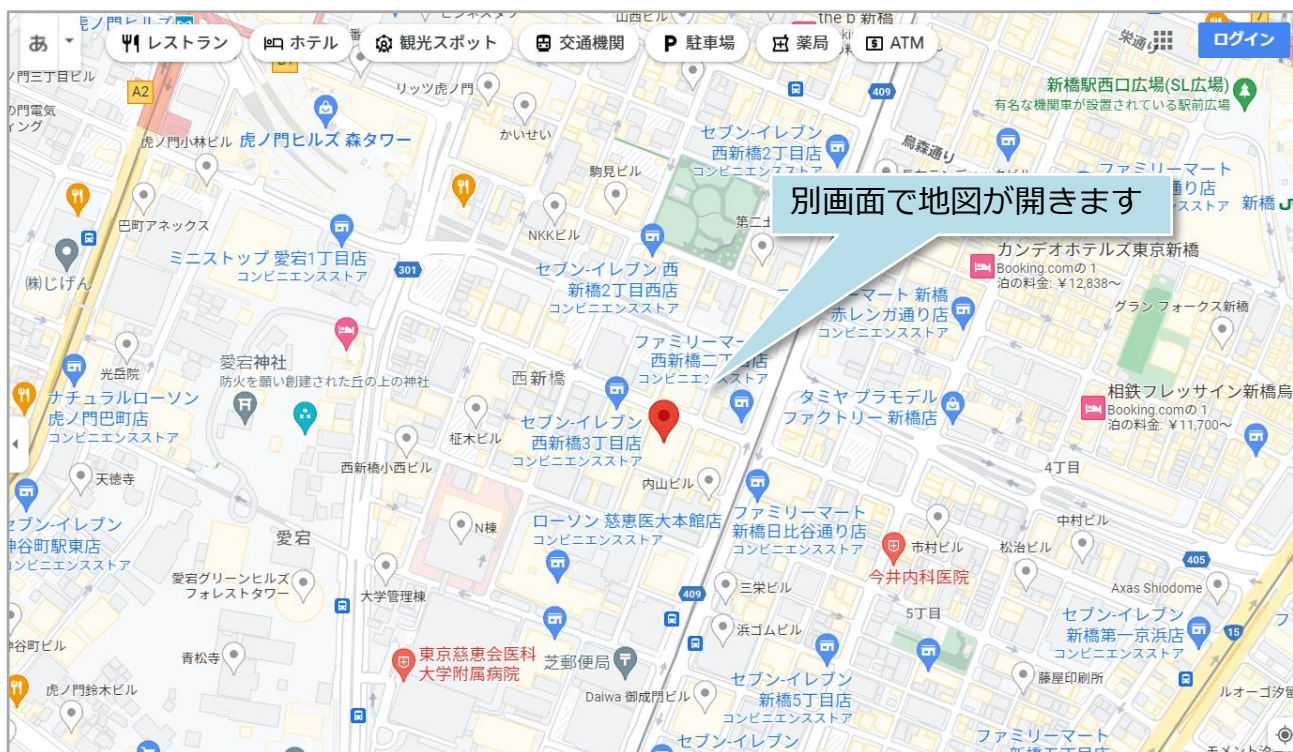 あ
レストラン
ホテル
観光スポット
交通機関
駐車場
薬局
ATM
ログイン
the b 新橋
栄通り
A2
リッツ虎ノ門
409
新橋駅西口広場(SL広場)
有名な機関車が設置されている駅前広場
虎ノ門小林ビル
虎ノ門ヒルズ 森タワー
かいせい
セブン-イレブン
西新橋2丁目店
コンビニエンスストア
烏森通り
駒見ビル
ファミリーマート
別画面で地図が開きます
新橋
巴町アネックス
NKKビル
ミニストップ 愛宕1丁目店
コンビニエンスストア
301
セブン-イレブン 西
新橋2丁目西店
コンビニエンスストア
カンデオホテルズ東京新橋
Booking.comの 1
泊の料金: ¥12,838~
(株)じげん
マート 新橋
赤レンガ通り店
コンビニエンスストア
グラン フォークス新橋
光岳院
愛宕神社
防火を願い創建された丘の上の神社
西新橋
ファミリーマー
西新橋二丁目店
コンビニエンスストア
ナチュラルローソン
虎ノ門巴町店
コンビニエンスストア
セブン-イレブン
西新橋3丁目店
コンビニエンスストア
タミヤ プラモデル
ファクトリー 新橋店
相鉄フレッサイン新橋烏
Booking.comの 1
泊の料金: ¥11,700~
柾木ビル
西新橋小西ビル
天徳寺
内山ビル
4丁目
セブン-イレブン
神谷町駅東店
コンビニエンスストア
愛宕
N棟
ローソン 慈恵医大本館店
コンビニエンスストア
ファミリーマート
新橋日比谷通り店
コンビニエンスストア
市村ビル
松治ビル
中村ビル
405
今井内科医院
愛宕グリーンヒルズ
フォレストタワー
大学管理棟
409
三栄ビル
Axas Shiodome
5丁目
浜ゴムビル
セブン-イレブン
新橋第一京浜店
コンビニエンスストア
15
青松寺
東京慈恵会医科
大学附属病院
芝郵便局
虎ノ門鈴木ビル
Daiwa 御成門ビル
セブン-イレブン
新橋5丁目店
コンビニエンスストア
藤屋印刷所
ルオーゴ汐留
セブン-イレブン
ファミリーマート